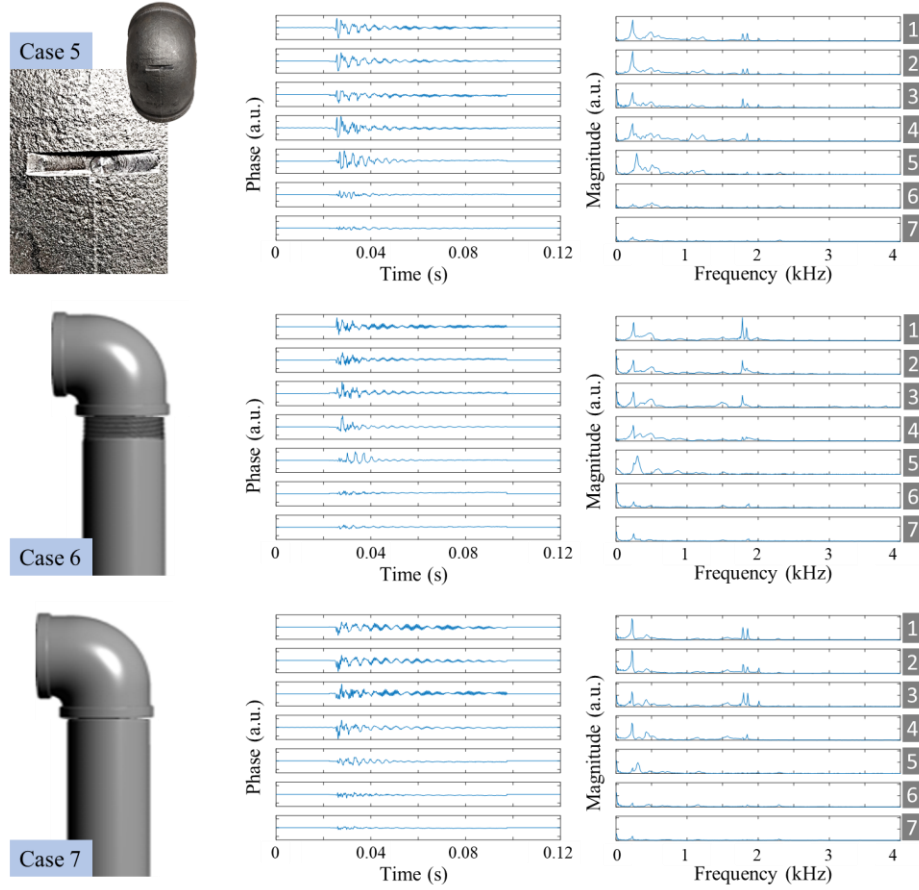 Case 5
Phase (a.u.)
0 0.04 0.08 0.12
Time (s)
Magnitude (a.u.)
0 1 2 3 4
Frequency (kHz)
1
2
3
4
5
6
7
Case 6
Phase (a.u.)
0 0.04 0.08 0.12
Time (s)
Magnitude (a.u.)
0 1 2 3 4
Frequency (kHz)
1
2
3
4
5
6
7
Case 7
Phase (a.u.)
0 0.04 0.08 0.12
Time (s)
Magnitude (a.u.)
0 1 2 3 4
Frequency (kHz)
1
2
3
4
5
6
7